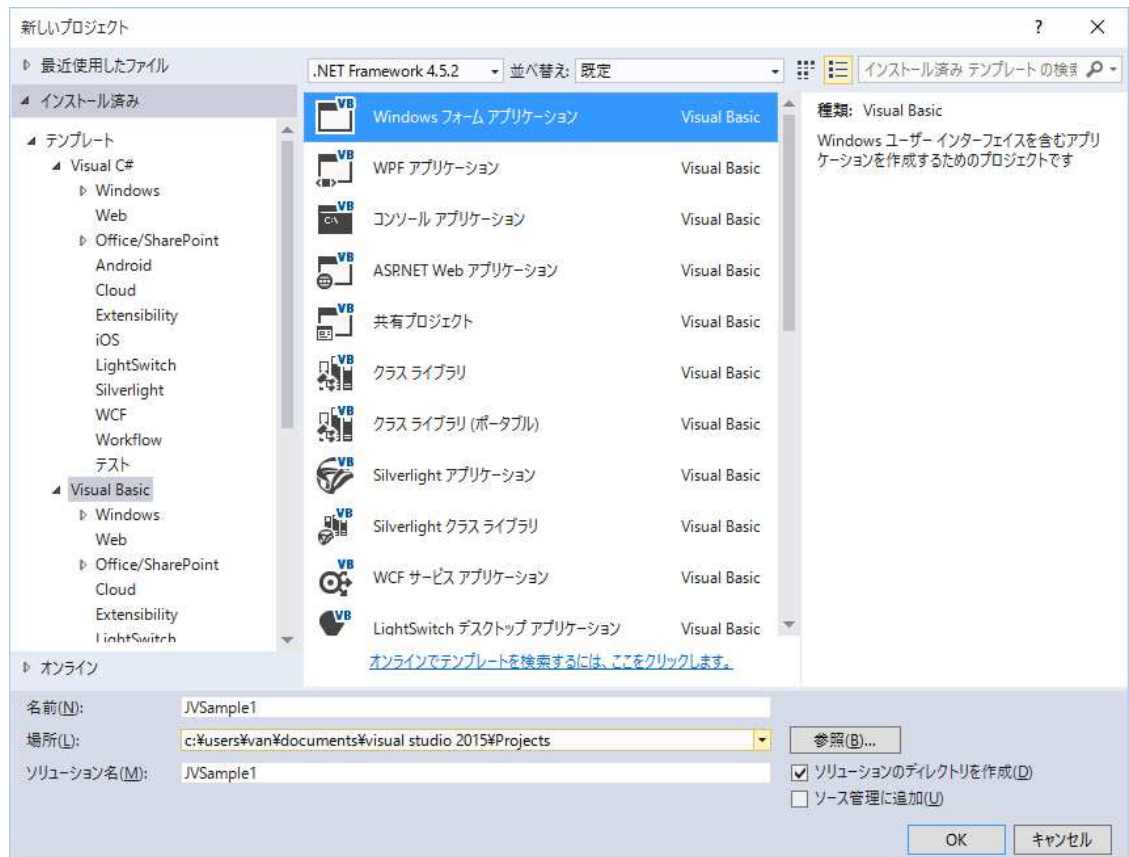 新しいプロジェクト
?
最近使用したファイル
.NET Framework 4.5.2
並べ替え: 既定
インストール済み テンプレート の検索
インストール済み
テンプレート
Visual C#
Windows
Web
Office/SharePoint
Android
Cloud
Extensibility
iOS
LightSwitch
Silverlight
WCF
Workflow
テスト
Visual Basic
Windows
Web
Office/SharePoint
Cloud
Extensibility
LightSwitch
オンライン
VB
Windows フォーム アプリケーション Visual Basic
VB
WPF アプリケーション Visual Basic
VB
C:\
コンソール アプリケーション Visual Basic
VB
ASP.NET Web アプリケーション Visual Basic
VB
共有プロジェクト Visual Basic
VB
クラス ライブラリ Visual Basic
VB
クラス ライブラリ (ポータブル) Visual Basic
VB
Silverlight アプリケーション Visual Basic
VB
Silverlight クラス ライブラリ Visual Basic
VB
WCF サービス アプリケーション Visual Basic
VB
LightSwitch デスクトップ アプリケーション Visual Basic
オンラインでテンプレートを検索するには、ここをクリックします。
種類: Visual Basic
Windows ユーザー インターフェイスを含むアプリ
ケーションを作成するためのプロジェクトです
名前(N): JVSample1
場所(L): c:¥users¥van¥documents¥visual studio 2015¥Projects
参照(B)...
ソリューション名(M): JVSample1
ソリューションのディレクトリを作成(D)
ソース管理に追加(U)
OK
キャンセル